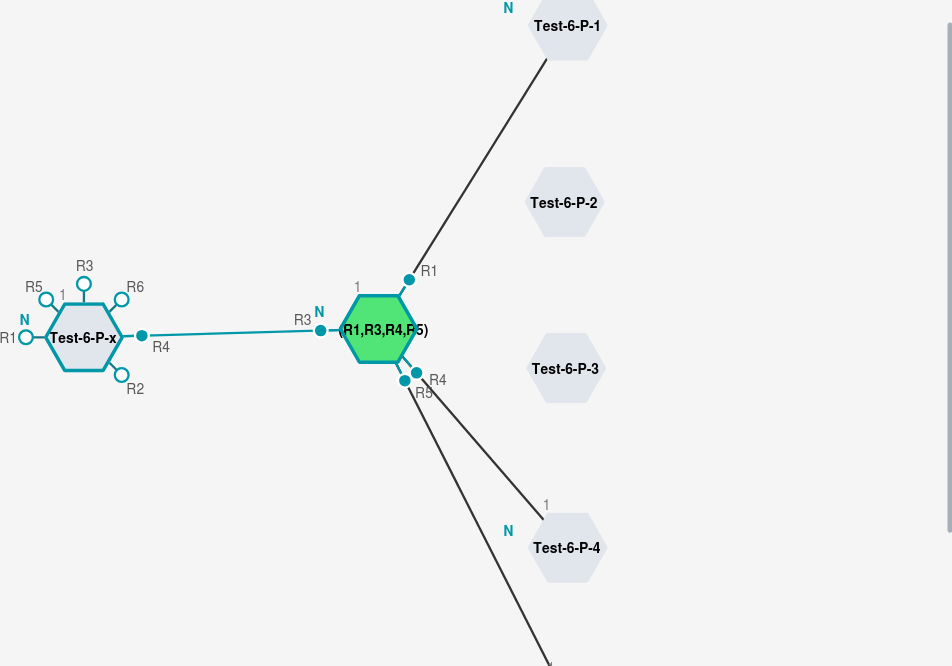 N
Test-6-P-1
Test-6-P-2
R3
R5
1
R6
N
R1
Test-6-P-x
R4
R2
1
R1
N
R3
(R1,R3,R4,R5)
R4
R5
Test-6-P-3
1
N
Test-6-P-4